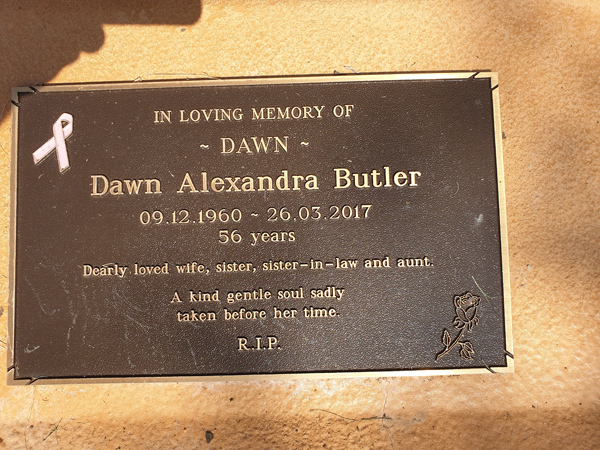 IN LOVING MEMORY OF
~ DAWN ~
Dawn Alexandra Butler
09.12.1960 ~ 26.03.2017
56 years
Dearly loved wife, sister, sister-in-law and aunt.
A kind gentle soul sadly
taken before her time.
R.I.P.